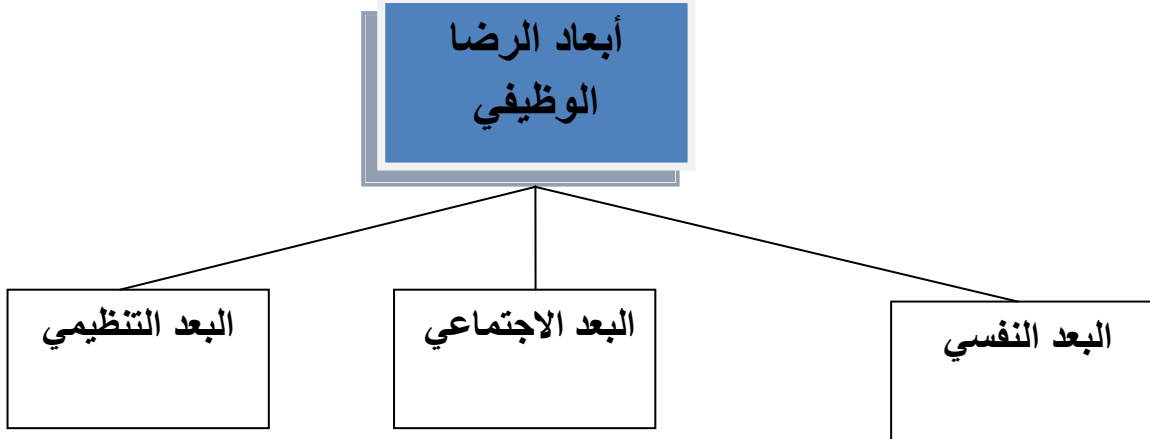 أبعاد الرضا
الوظيفي
البعد النفسي
البعد الاجتماعي
البعد التنظيمي